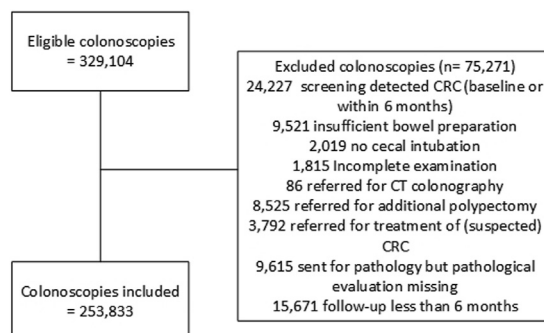 Eligible colonoscopies
= 329,104
Excluded colonoscopies (n= 75,271)
24,227 screening detected CRC (baseline or
within 6 months)
9,521 insufficient bowel preparation
2,019 no cecal intubation
1,815 Incomplete examination
86 referred for CT colonography
8,525 referred for additional polypectomy
3,792 referred for treatment of (suspected)
CRC
9,615 sent for pathology but pathological
evaluation missing
15,671 follow-up less than 6 months
Colonoscopies included
= 253,833